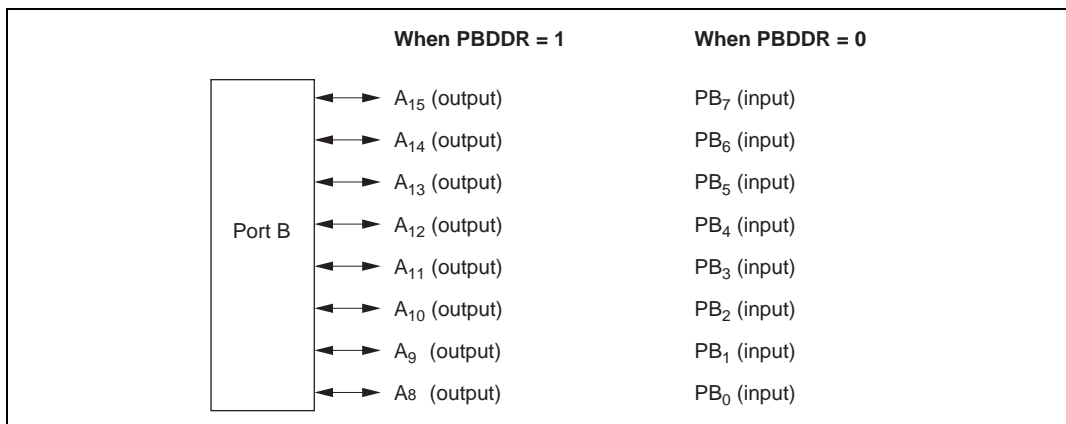 When PBDDR = 1 When PBDDR = 0
A15 (output) PB7 (input)
A14 (output) PB6 (input)
A13 (output) PB5 (input)
Port B A12 (output) PB4 (input)
A11 (output) PB3 (input)
A10 (output) PB2 (input)
A9 (output) PB1 (input)
A8 (output) PB0 (input)